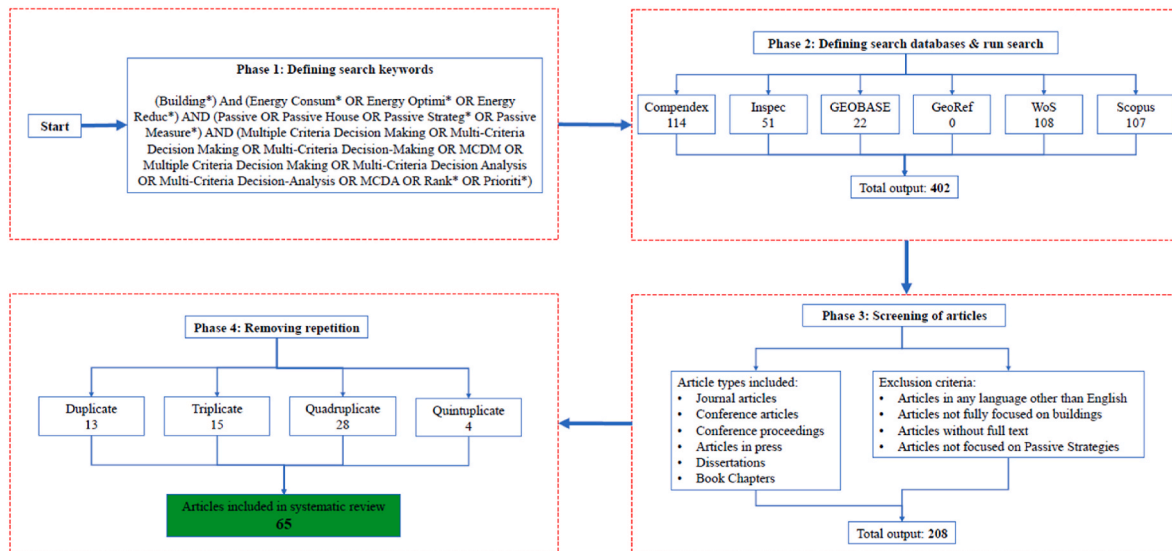 Start
Phase 1: Defining search keywords
(Building*) And (Energy Consum* OR Energy Optimi* OR Energy
Reduc*) AND (Passive OR Passive House OR Passive Strateg* OR Passive
Measure*) AND (Multiple Criteria Decision Making OR Multi-Criteria
Decision Making OR Multi-Criteria Decision-Making OR MCDM OR
Multiple Criteria Decision Making OR Multi-Criteria Decision Analysis
OR Multi-Criteria Decision-Analysis OR MCDA OR Rank* OR Prioriti*)
Phase 2: Defining search databases & run search
Compendex
114
Inspec
51
GEOBASE
22
GeoRef
0
WoS
108
Scopus
107
Total output: 402
Phase 3: Screening of articles
Article types included:
• Journal articles
• Conference articles
• Conference proceedings
• Articles in press
• Dissertations
• Book Chapters
Exclusion criteria:
• Articles in any language other than English
• Articles not fully focused on buildings
• Articles without full text
• Articles not focused on Passive Strategies
Total output: 208
Phase 4: Removing repetition
Duplicate
13
Triplicate
15
Quadruplicate
28
Quintuplicate
4
Articles included in systematic review
65